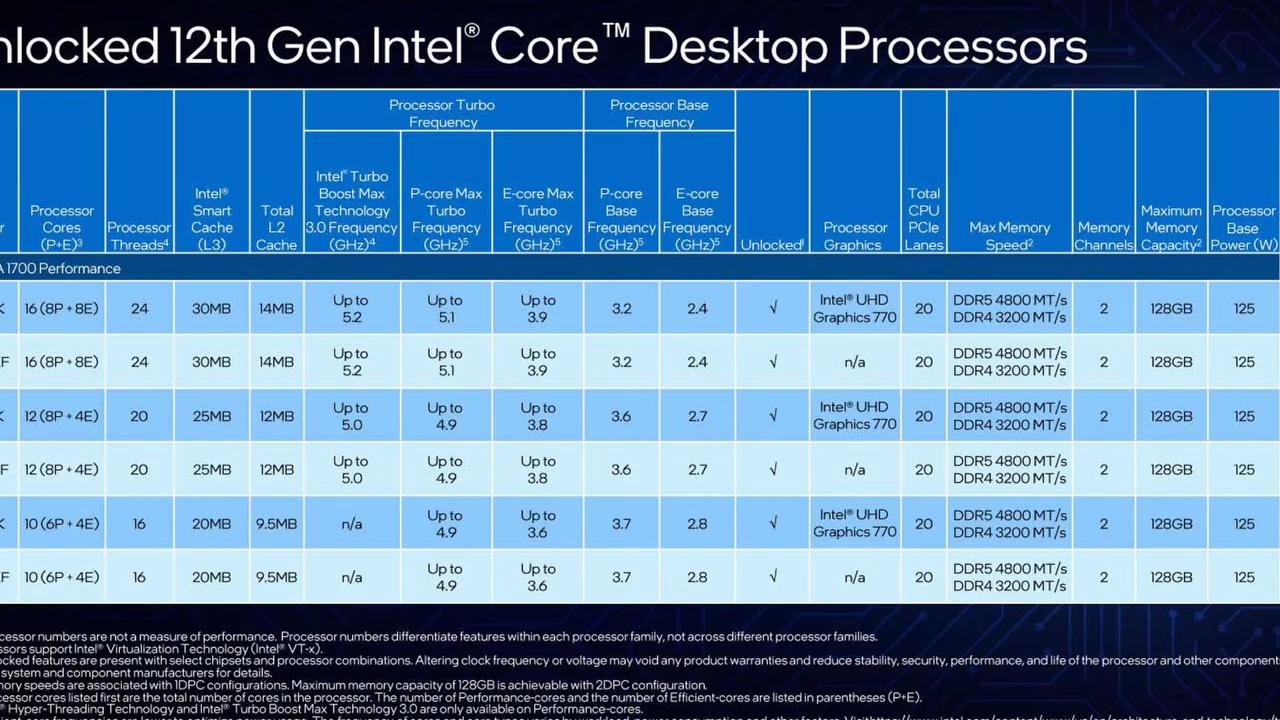 nlocked 12th Gen Intel® Core™ Desktop Processors
Processor Turbo Frequency
Processor Base Frequency
r
Processor Cores (P+E)³
Processor Threads⁴
Intel® Smart Cache (L3)
Total L2 Cache
Intel® Turbo Boost Max Technology 3.0 Frequency (GHz)⁴
P-core Max Turbo Frequency (GHz)⁵
E-core Max Turbo Frequency (GHz)⁵
P-core Base Frequency (GHz)⁵
E-core Base Frequency (GHz)⁵
Unlocked¹
Processor Graphics
Total CPU PCIe Lanes
Max Memory Speed²
Memory Channels
Maximum Memory Capacity²
Processor Base Power (W)
A 1700 Performance
K 16 (8P + 8E) 24 30MB 14MB Up to 5.2 Up to 5.1 Up to 3.9 3.2 2.4 √ Intel® UHD Graphics 770 20 DDR5 4800 MT/s DDR4 3200 MT/s 2 128GB 125
F 16 (8P + 8E) 24 30MB 14MB Up to 5.2 Up to 5.1 Up to 3.9 3.2 2.4 √ n/a 20 DDR5 4800 MT/s DDR4 3200 MT/s 2 128GB 125
K 12 (8P + 4E) 20 25MB 12MB Up to 5.0 Up to 4.9 Up to 3.8 3.6 2.7 √ Intel® UHD Graphics 770 20 DDR5 4800 MT/s DDR4 3200 MT/s 2 128GB 125
F 12 (8P + 4E) 20 25MB 12MB Up to 5.0 Up to 4.9 Up to 3.8 3.6 2.7 √ n/a 20 DDR5 4800 MT/s DDR4 3200 MT/s 2 128GB 125
K 10 (6P + 4E) 16 20MB 9.5MB n/a Up to 4.9 Up to 3.6 3.7 2.8 √ Intel® UHD Graphics 770 20 DDR5 4800 MT/s DDR4 3200 MT/s 2 128GB 125
F 10 (6P + 4E) 16 20MB 9.5MB n/a Up to 4.9 Up to 3.6 3.7 2.8 √ n/a 20 DDR5 4800 MT/s DDR4 3200 MT/s 2 128GB 125
cessor numbers are not a measure of performance. Processor numbers differentiate features within each processor family, not across different processor families.
ssors support Intel® Virtualization Technology (Intel® VT-x).
ocked features are present with select chipsets and processor combinations. Altering clock frequency or voltage may void any product warranties and reduce stability, security, performance, and life of the processor and other component
system and component manufacturers for details.
ory speeds are associated with 1DPC configurations. Maximum memory capacity of 128GB is achievable with 2DPC configuration.
cessor cores listed first are the total number of cores in the processor. The number of Performance-cores and the number of Efficient-cores are listed in parentheses (P+E).
® Hyper-Threading Technology and Intel® Turbo Boost Max Technology 3.0 are only available on Performance-cores.